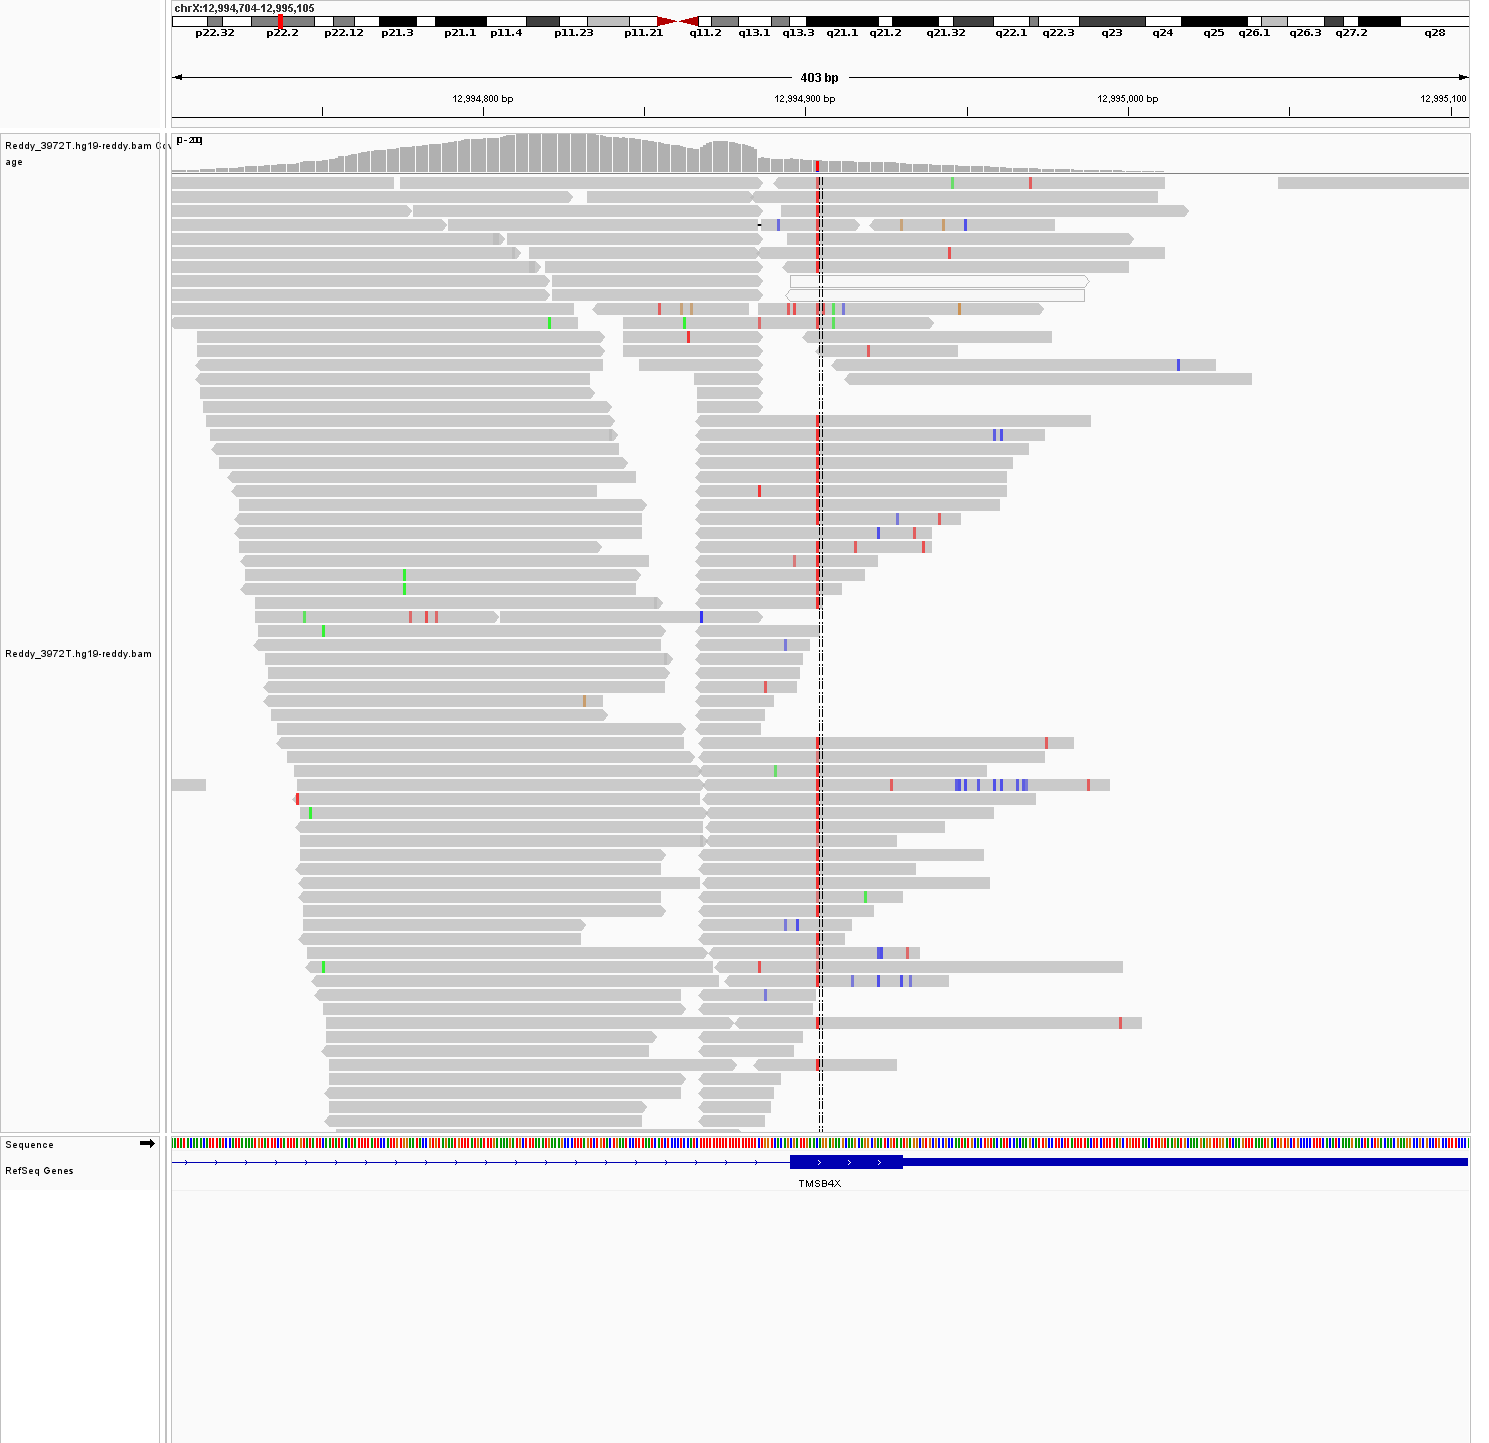 chrX:12,994,704-12,995,105
p22.32 p22.2 p22.12 p21.3 p21.1 p11.4 p11.23 p11.21 q11.2 q13.1 q13.3 q21.1 q21.2 q21.32 q22.1 q22.3 q23 q24 q25 q26.1 q26.3 q27.2 q28
403 bp
12,994,800 bp 12,994,900 bp 12,995,000 bp 12,995,100
Reddy_3972T.hg19-reddy.bam Cov
age
Reddy_3972T.hg19-reddy.bam
Sequence
RefSeq Genes
TMSB4X